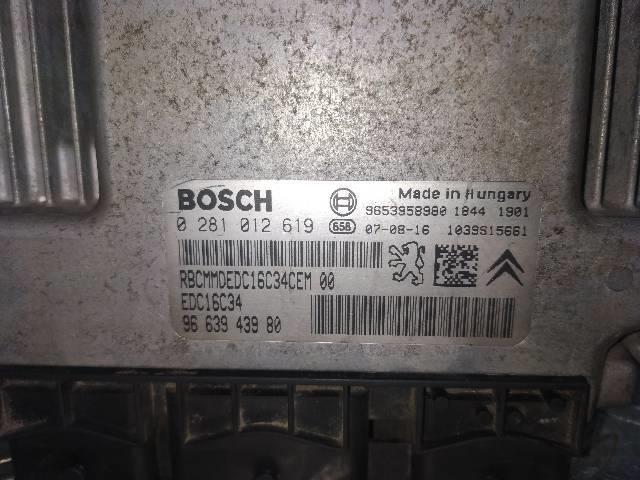 BOSCH
Made in Hungary
9653958980 1844 1901
0 281 012 619 658 07-08-16 1039S15661
RBCMMDEDC16C34CEM 00
EDC16C34
96 639 439 80